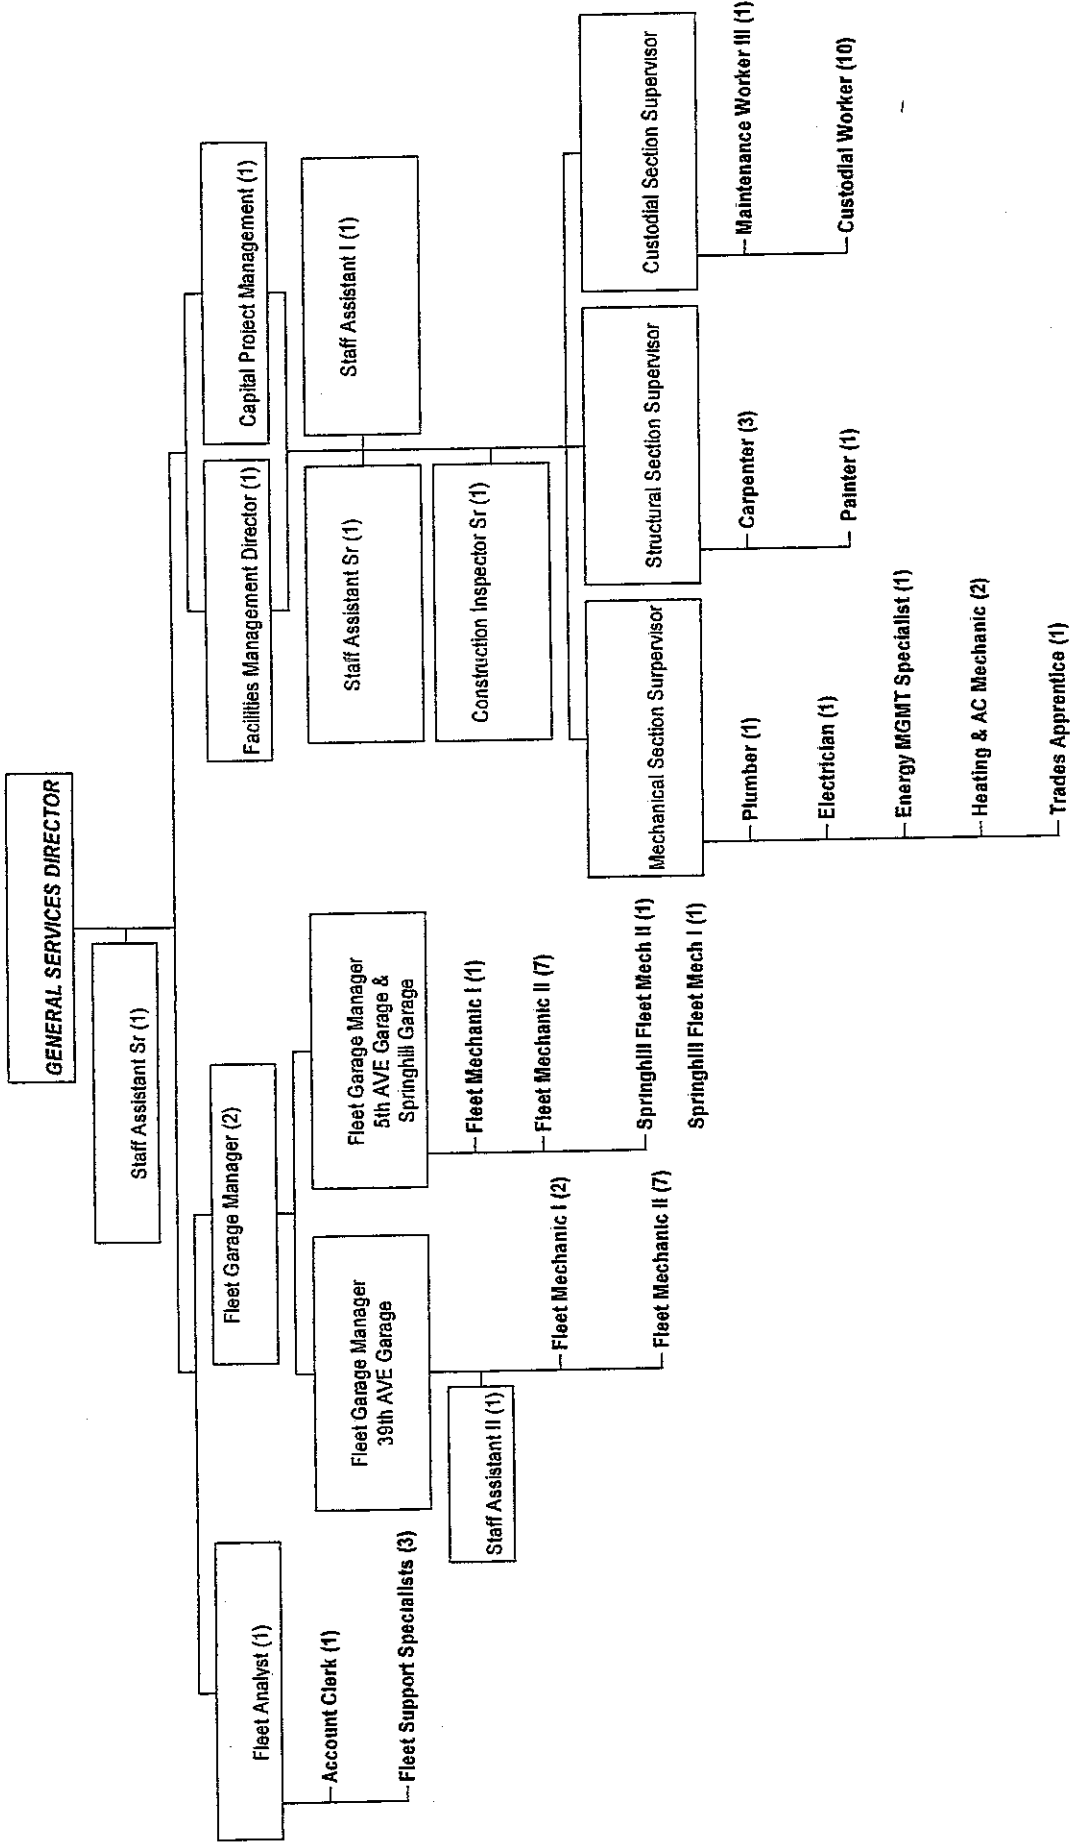 GENERAL SERVICES DIRECTOR
Staff Assistant Sr (1)
Fleet Analyst (1)
Account Clerk (1)
Fleet Support Specialists (3)
Fleet Garage Manager (2)
Fleet Garage Manager
39th AVE Garage
Staff Assistant II (1)
Fleet Mechanic I (2)
Fleet Mechanic II (7)
Fleet Garage Manager
5th AVE Garage &
Springhill Garage
Fleet Mechanic I (1)
Fleet Mechanic II (7)
Springhill Fleet Mech II (1)
Springhill Fleet Mech I (1)
Facilities Management Director (1)
Capital Project Management (1)
Staff Assistant Sr (1)
Staff Assistant I (1)
Construction Inspector Sr (1)
Mechanical Section Surpervisor
Plumber (1)
Electrician (1)
Energy MGMT Specialist (1)
Heating & AC Mechanic (2)
Trades Apprentice (1)
Structural Section Supervisor
Carpenter (3)
Painter (1)
Custodial Section Supervisor
Maintenance Worker III (1)
Custodial Worker (10)